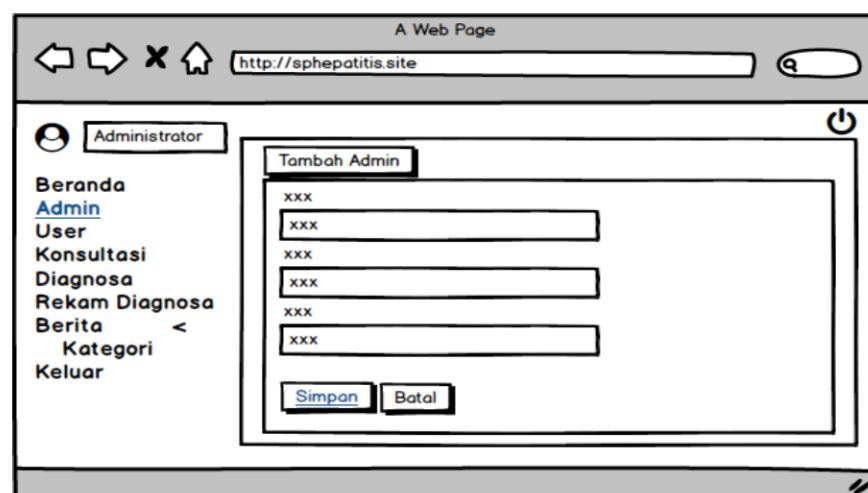 A Web Page
http://sphepatitis.site
Administrator
Beranda
Admin
User
Konsultasi
Diagnosa
Rekam Diagnosa
Berita <
Kategori
Keluar
Tambah Admin
xxx
xxx
xxx
xxx
xxx
xxx
Simpan Batal